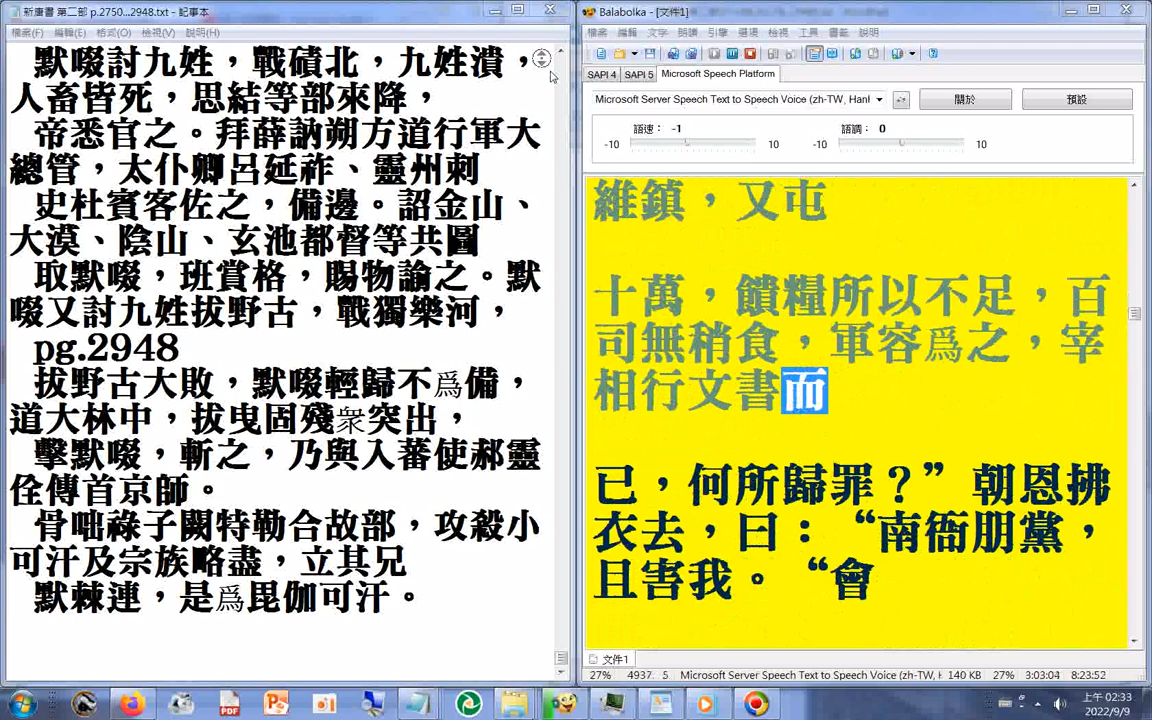 新唐書 第二部 p.2750...2948.txt - 記事本
檔案(F) 編輯(E) 格式(O) 檢視(V) 說明(H)
默啜討九姓，戰磧北，九姓潰，
人畜皆死，思結等部來降，
帝悉官之。拜薛訥朔方道行軍大
總管，太仆卿呂延祚、靈州刺
史杜賓客佐之，備邊。詔金山、
大漠、陰山、玄池都督等共圖
取默啜，班賞格，賜物論之。默
啜又討九姓拔野古，戰獨樂河，
pg.2948
拔野古大敗，默啜輕歸不爲備，
道大林中，拔曳固殘衆突出，
擊默啜，斬之，乃與入蕃使郝靈
佺傳首京師。
骨咄祿子闕特勒合故部，攻殺小
可汗及宗族略盡，立其兄
默棘連，是爲毘伽可汗。
Balabolka - [文件1]
檔案 編輯 文字 朗讀 引擎 選項 檢視 工具 書籤 說明
SAPI 4 SAPI 5 Microsoft Speech Platform
Microsoft Server Speech Text to Speech Voice (zh-TW, Hanl
關於 預設
語速： -1 語調： 0
-10 10 -10 10
維鎮，又屯
十萬，饋糧所以不足，百
司無稍食，軍容爲之，宰
相行文書而
已，何所歸罪？”朝恩拂
衣去，曰：“南衙朋黨，
且害我。“會
文件1
27% 4937: 5 Microsoft Server Speech Text to Speech Voice (zh-TW, H 140 KB 27% 3:03:04 8:23:52
上午 02:33
2022/9/9